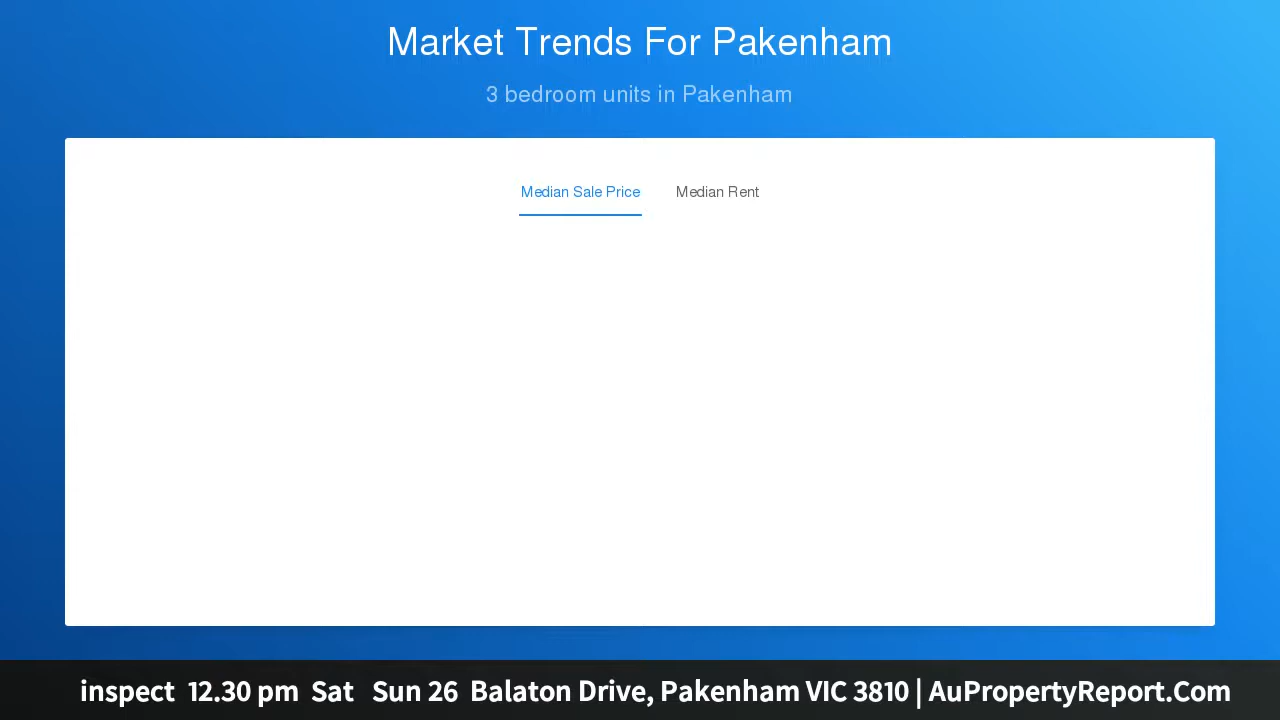 Market Trends For Pakenham
3 bedroom units in Pakenham
Median Sale Price Median Rent
inspect 12.30 pm Sat Sun 26 Balaton Drive, Pakenham VIC 3810 | AuPropertyReport.Com